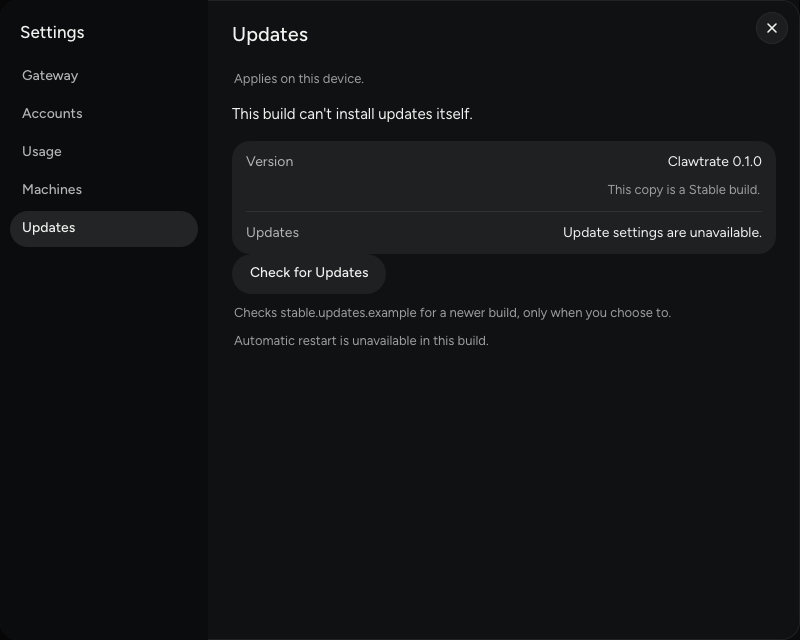 Settings
Gateway
Accounts
Usage
Machines
Updates
Updates
Applies on this device.
This build can't install updates itself.
Version
Clawtrate 0.1.0
This copy is a Stable build.
Updates
Update settings are unavailable.
Check for Updates
Checks stable.updates.example for a newer build, only when you choose to.
Automatic restart is unavailable in this build.